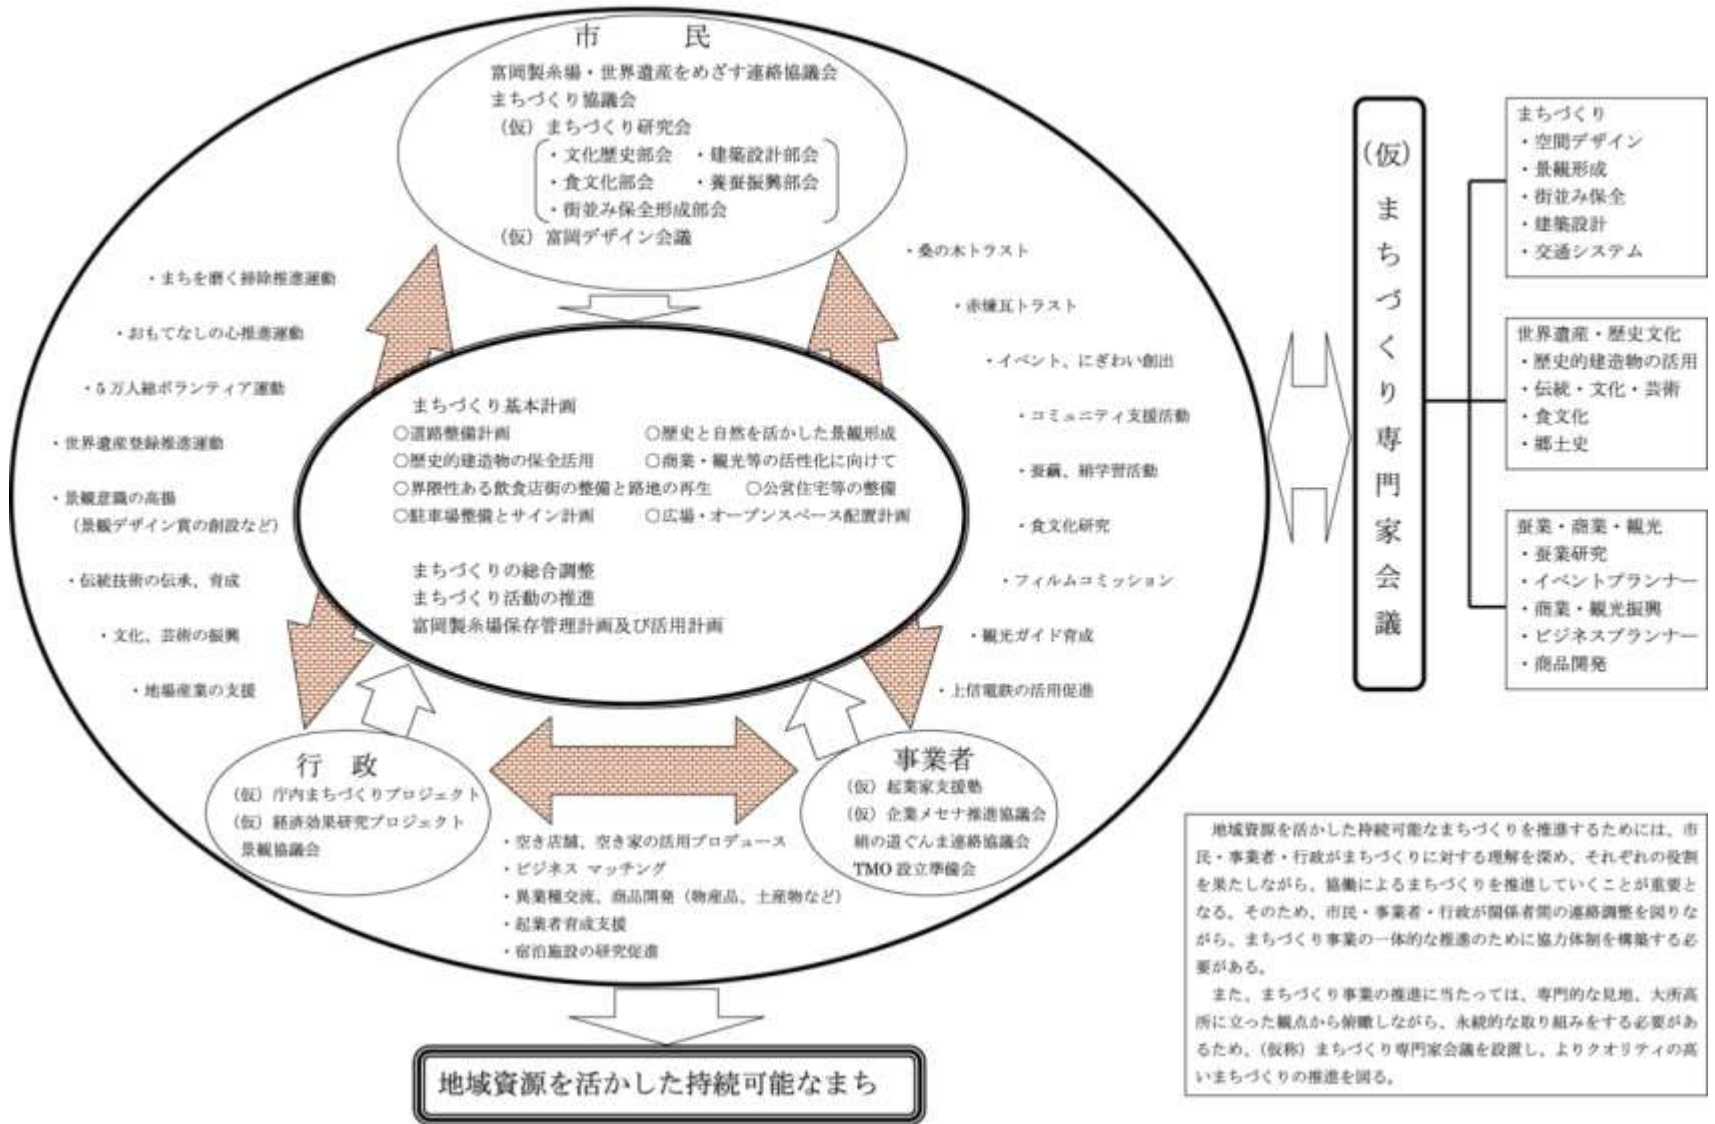 市　　民
富岡製糸場・世界遺産をめざす連絡協議会
まちづくり協議会
（仮）まちづくり研究会
・文化歴史部会　・建築設計部会
・食文化部会　・養蚕振興部会
・街並み保全形成部会
（仮）富岡デザイン会議
・まちを磨く掃除推進運動
・おもてなしの心推進運動
・5万人総ボランティア運動
・世界遺産登録推進運動
・景観意識の高揚
（景観デザイン賞の創設など）
・伝統技術の伝承、育成
・文化、芸術の振興
・地場産業の支援
・桑の木トラスト
・赤煉瓦トラスト
・イベント、にぎわい創出
・コミュニティ支援活動
・蚕繭、絹学習活動
・食文化研究
・フィルムコミッション
・観光ガイド育成
・上信電鉄の活用促進
まちづくり基本計画
○道路整備計画　○歴史と自然を活かした景観形成
○歴史的建造物の保全活用　○商業・観光等の活性化に向けて
○界隈性ある飲食店街の整備と路地の再生　○公営住宅等の整備
○駐車場整備とサイン計画　○広場・オープンスペース配置計画
まちづくりの総合調整
まちづくり活動の推進
富岡製糸場保存管理計画及び活用計画
行　政
（仮）庁内まちづくりプロジェクト
（仮）経済効果研究プロジェクト
景観協議会
事業者
（仮）起業家支援塾
（仮）企業メセナ推進協議会
絹の道ぐんま連絡協議会
TMO 設立準備会
・空き店舗、空き家の活用プロデュース
・ビジネス マッチング
・異業種交流、商品開発（物産品、土産物など）
・起業者育成支援
・宿泊施設の研究促進
地域資源を活かした持続可能なまち
（仮）まちづくり専門家会議
まちづくり
・空間デザイン
・景観形成
・街並み保全
・建築設計
・交通システム
世界遺産・歴史文化
・歴史的建造物の活用
・伝統・文化・芸術
・食文化
・郷土史
蚕業・商業・観光
・蚕業研究
・イベントプランナー
・商業・観光振興
・ビジネスプランナー
・商品開発
地域資源を活かした持続可能なまちづくりを推進するためには、市
民・事業者・行政がまちづくりに対する理解を深め、それぞれの役割
を果たしながら、協働によるまちづくりを推進していくことが重要と
なる。そのため、市民・事業者・行政が関係者間の連絡調整を図りな
がら、まちづくり事業の一体的な推進のために協力体制を構築する必
要がある。
また、まちづくり事業の推進に当たっては、専門的な見地、大所高
所に立った観点から俯瞰しながら、永続的な取り組みをする必要があ
るため、（仮称）まちづくり専門家会議を設置し、よりクオリティの高
いまちづくりの推進を図る。